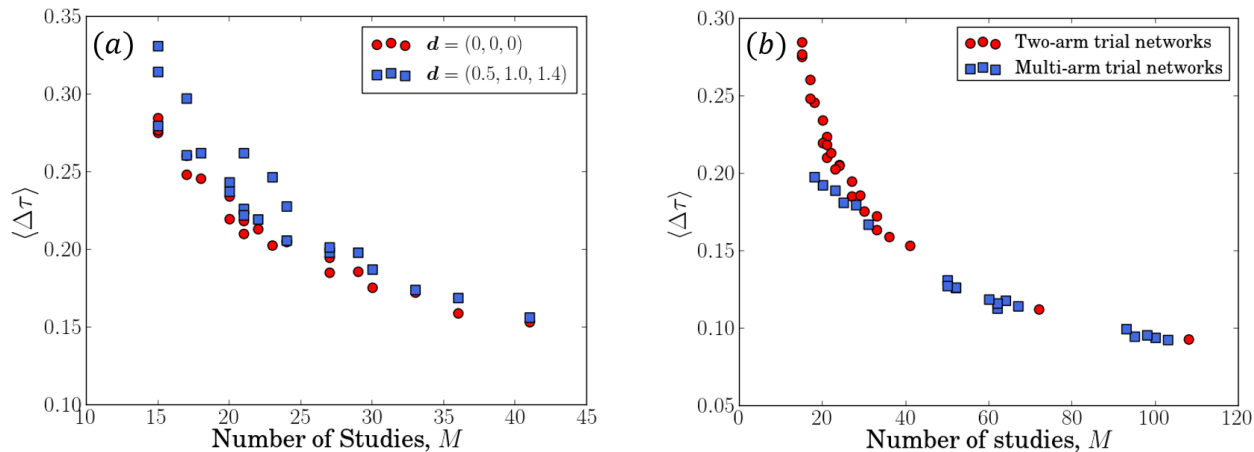 (a)
d = (0, 0, 0)
d = (0.5, 1.0, 1.4)
⟨Δτ⟩
0.35
0.30
0.25
0.20
0.15
0.10
10 15 20 25 30 35 40 45
Number of Studies, M
(b)
Two-arm trial networks
Multi-arm trial networks
⟨Δτ⟩
0.30
0.25
0.20
0.15
0.10
0.05
0 20 40 60 80 100 120
Number of studies, M